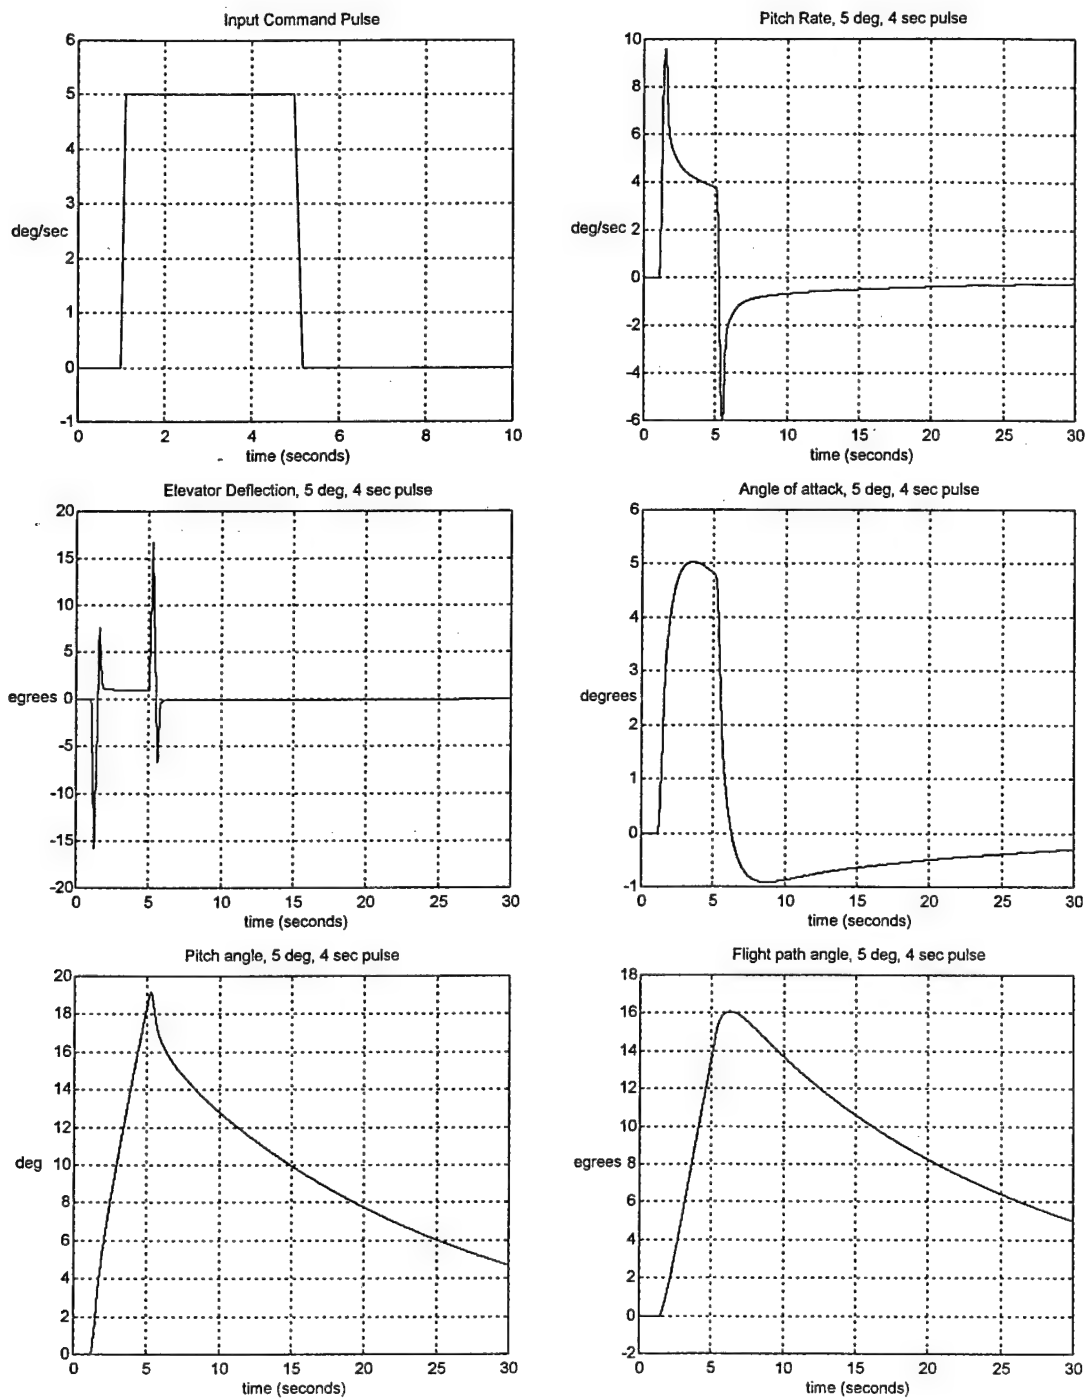 Input Command Pulse
6
5
4
3
deg/sec
2
1
0
-1
0 2 4 6 8 10
time (seconds)
Pitch Rate, 5 deg, 4 sec pulse
10
8
6
4
deg/sec 2
0
-2
-4
-6
0 5 10 15 20 25 30
time (seconds)
Elevator Deflection, 5 deg, 4 sec pulse
20
15
10
5
egrees 0
-5
-10
-15
-20
0 5 10 15 20 25 30
time (seconds)
Angle of attack, 5 deg, 4 sec pulse
6
5
4
3
degrees
2
1
0
-1
0 5 10 15 20 25 30
time (seconds)
Pitch angle, 5 deg, 4 sec pulse
20
18
16
14
12
deg 10
8
6
4
2
0
0 5 10 15 20 25 30
time (seconds)
Flight path angle, 5 deg, 4 sec pulse
18
16
14
12
10
egrees 8
6
4
2
0
-2
0 5 10 15 20 25 30
time (seconds)